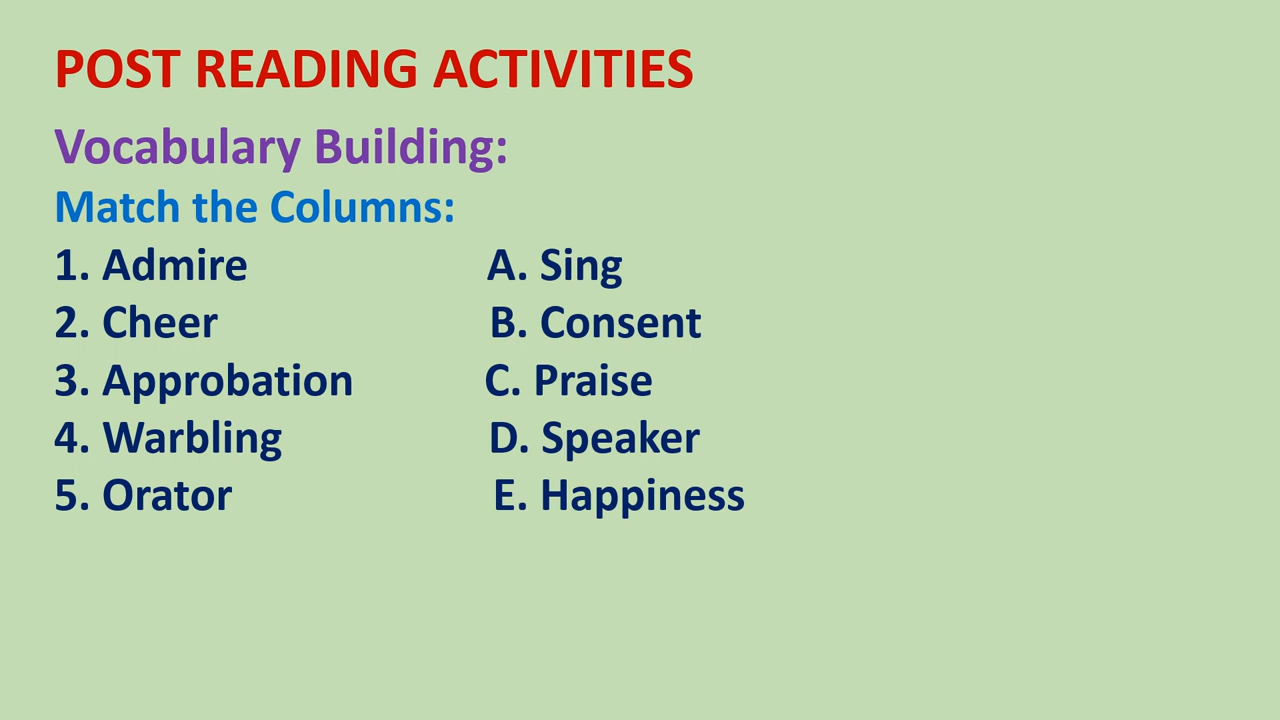 POST READING ACTIVITIES
Vocabulary Building:
Match the Columns:
1. Admire A. Sing
2. Cheer B. Consent
3. Approbation C. Praise
4. Warbling D. Speaker
5. Orator E. Happiness